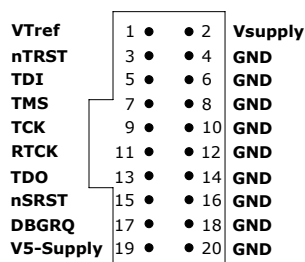 VTref 1 2 Vsupply
nTRST 3 4 GND
TDI 5 6 GND
TMS 7 8 GND
TCK 9 10 GND
RTCK 11 12 GND
TDO 13 14 GND
nSRST 15 16 GND
DBGRQ 17 18 GND
V5-Supply 19 20 GND